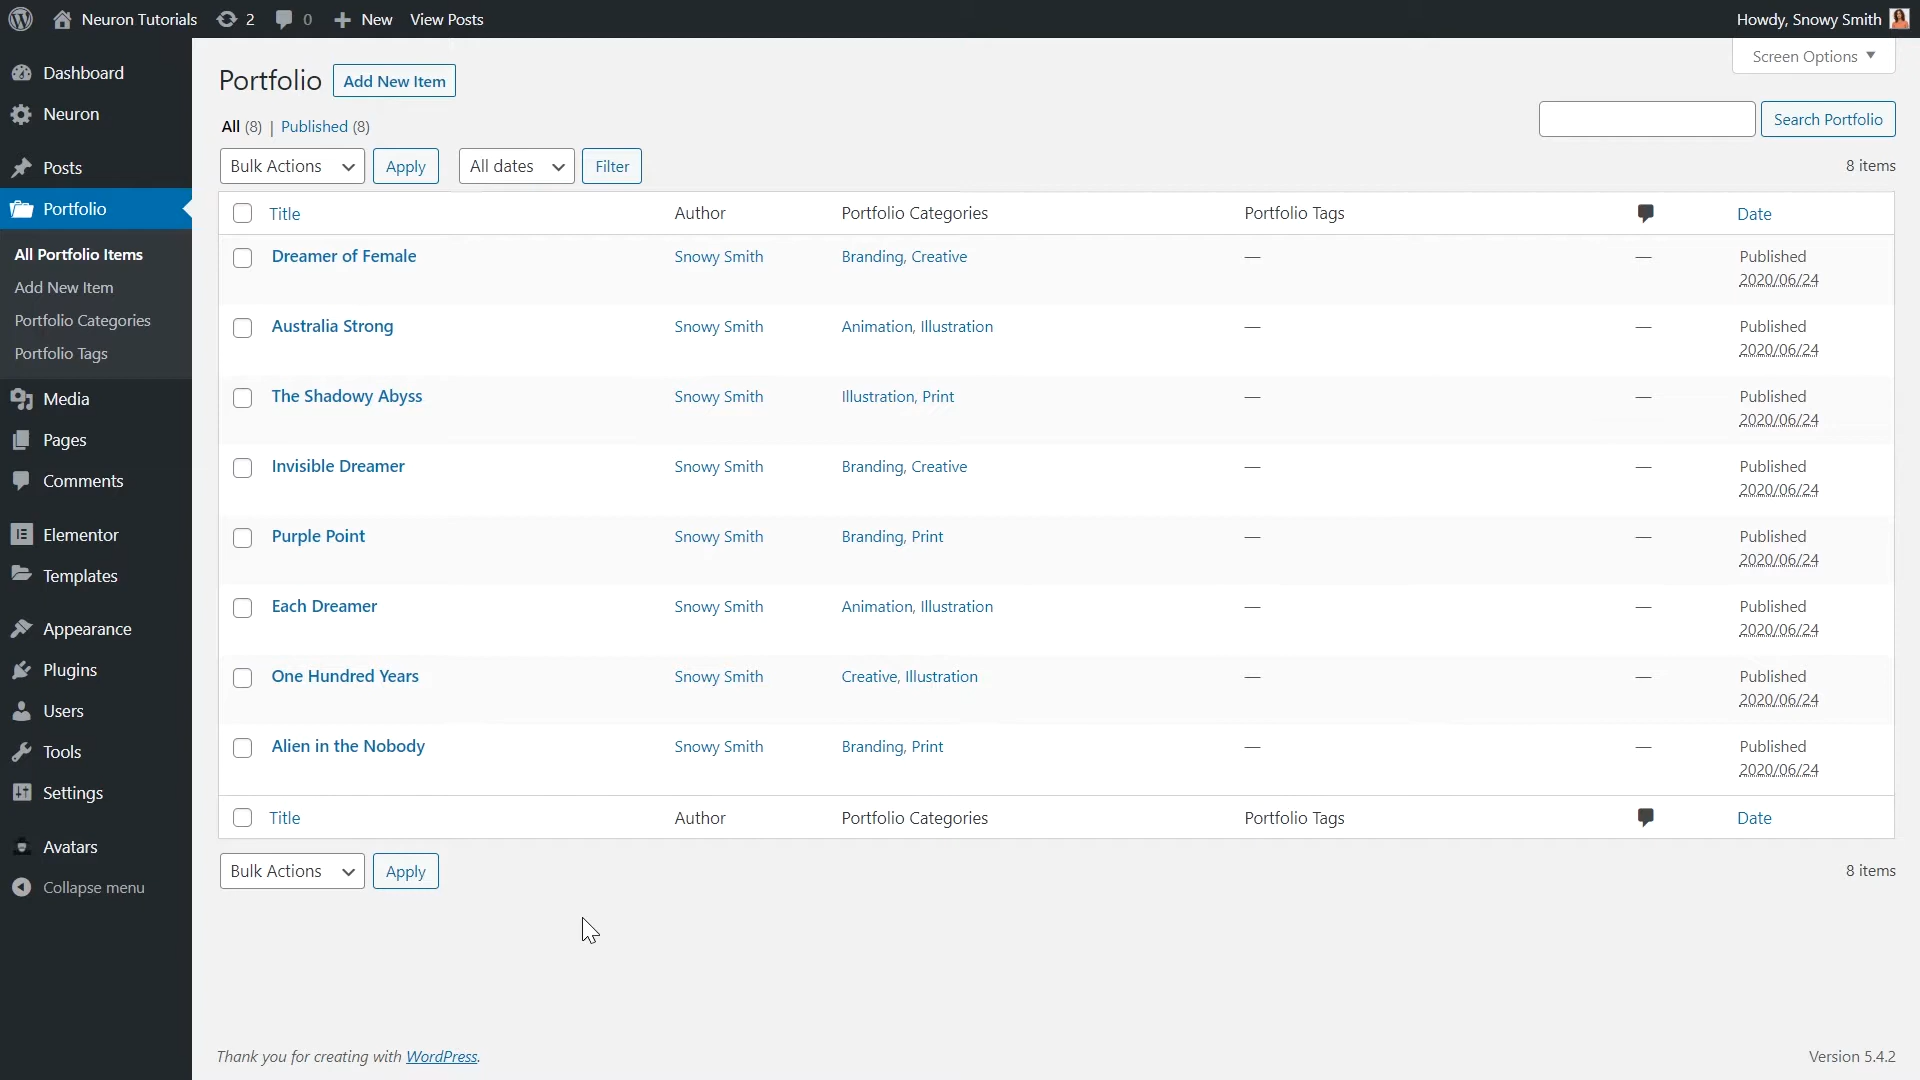 Neuron Tutorials 2 0 New View Posts Howdy, Snowy Smith
Dashboard
Neuron
Posts
Portfolio
All Portfolio Items
Add New Item
Portfolio Categories
Portfolio Tags
Media
Pages
Comments
Elementor
Templates
Appearance
Plugins
Users
Tools
Settings
Avatars
Collapse menu
Screen Options
Portfolio Add New Item
All (8) | Published (8)
Search Portfolio
Bulk Actions Apply All dates Filter 8 items
Title Author Portfolio Categories Portfolio Tags Date
Dreamer of Female Snowy Smith Branding, Creative — — Published
2020/06/24
Australia Strong Snowy Smith Animation, Illustration — — Published
2020/06/24
The Shadowy Abyss Snowy Smith Illustration, Print — — Published
2020/06/24
Invisible Dreamer Snowy Smith Branding, Creative — — Published
2020/06/24
Purple Point Snowy Smith Branding, Print — — Published
2020/06/24
Each Dreamer Snowy Smith Animation, Illustration — — Published
2020/06/24
One Hundred Years Snowy Smith Creative, Illustration — — Published
2020/06/24
Alien in the Nobody Snowy Smith Branding, Print — — Published
2020/06/24
Title Author Portfolio Categories Portfolio Tags Date
Bulk Actions Apply 8 items
Thank you for creating with WordPress. Version 5.4.2